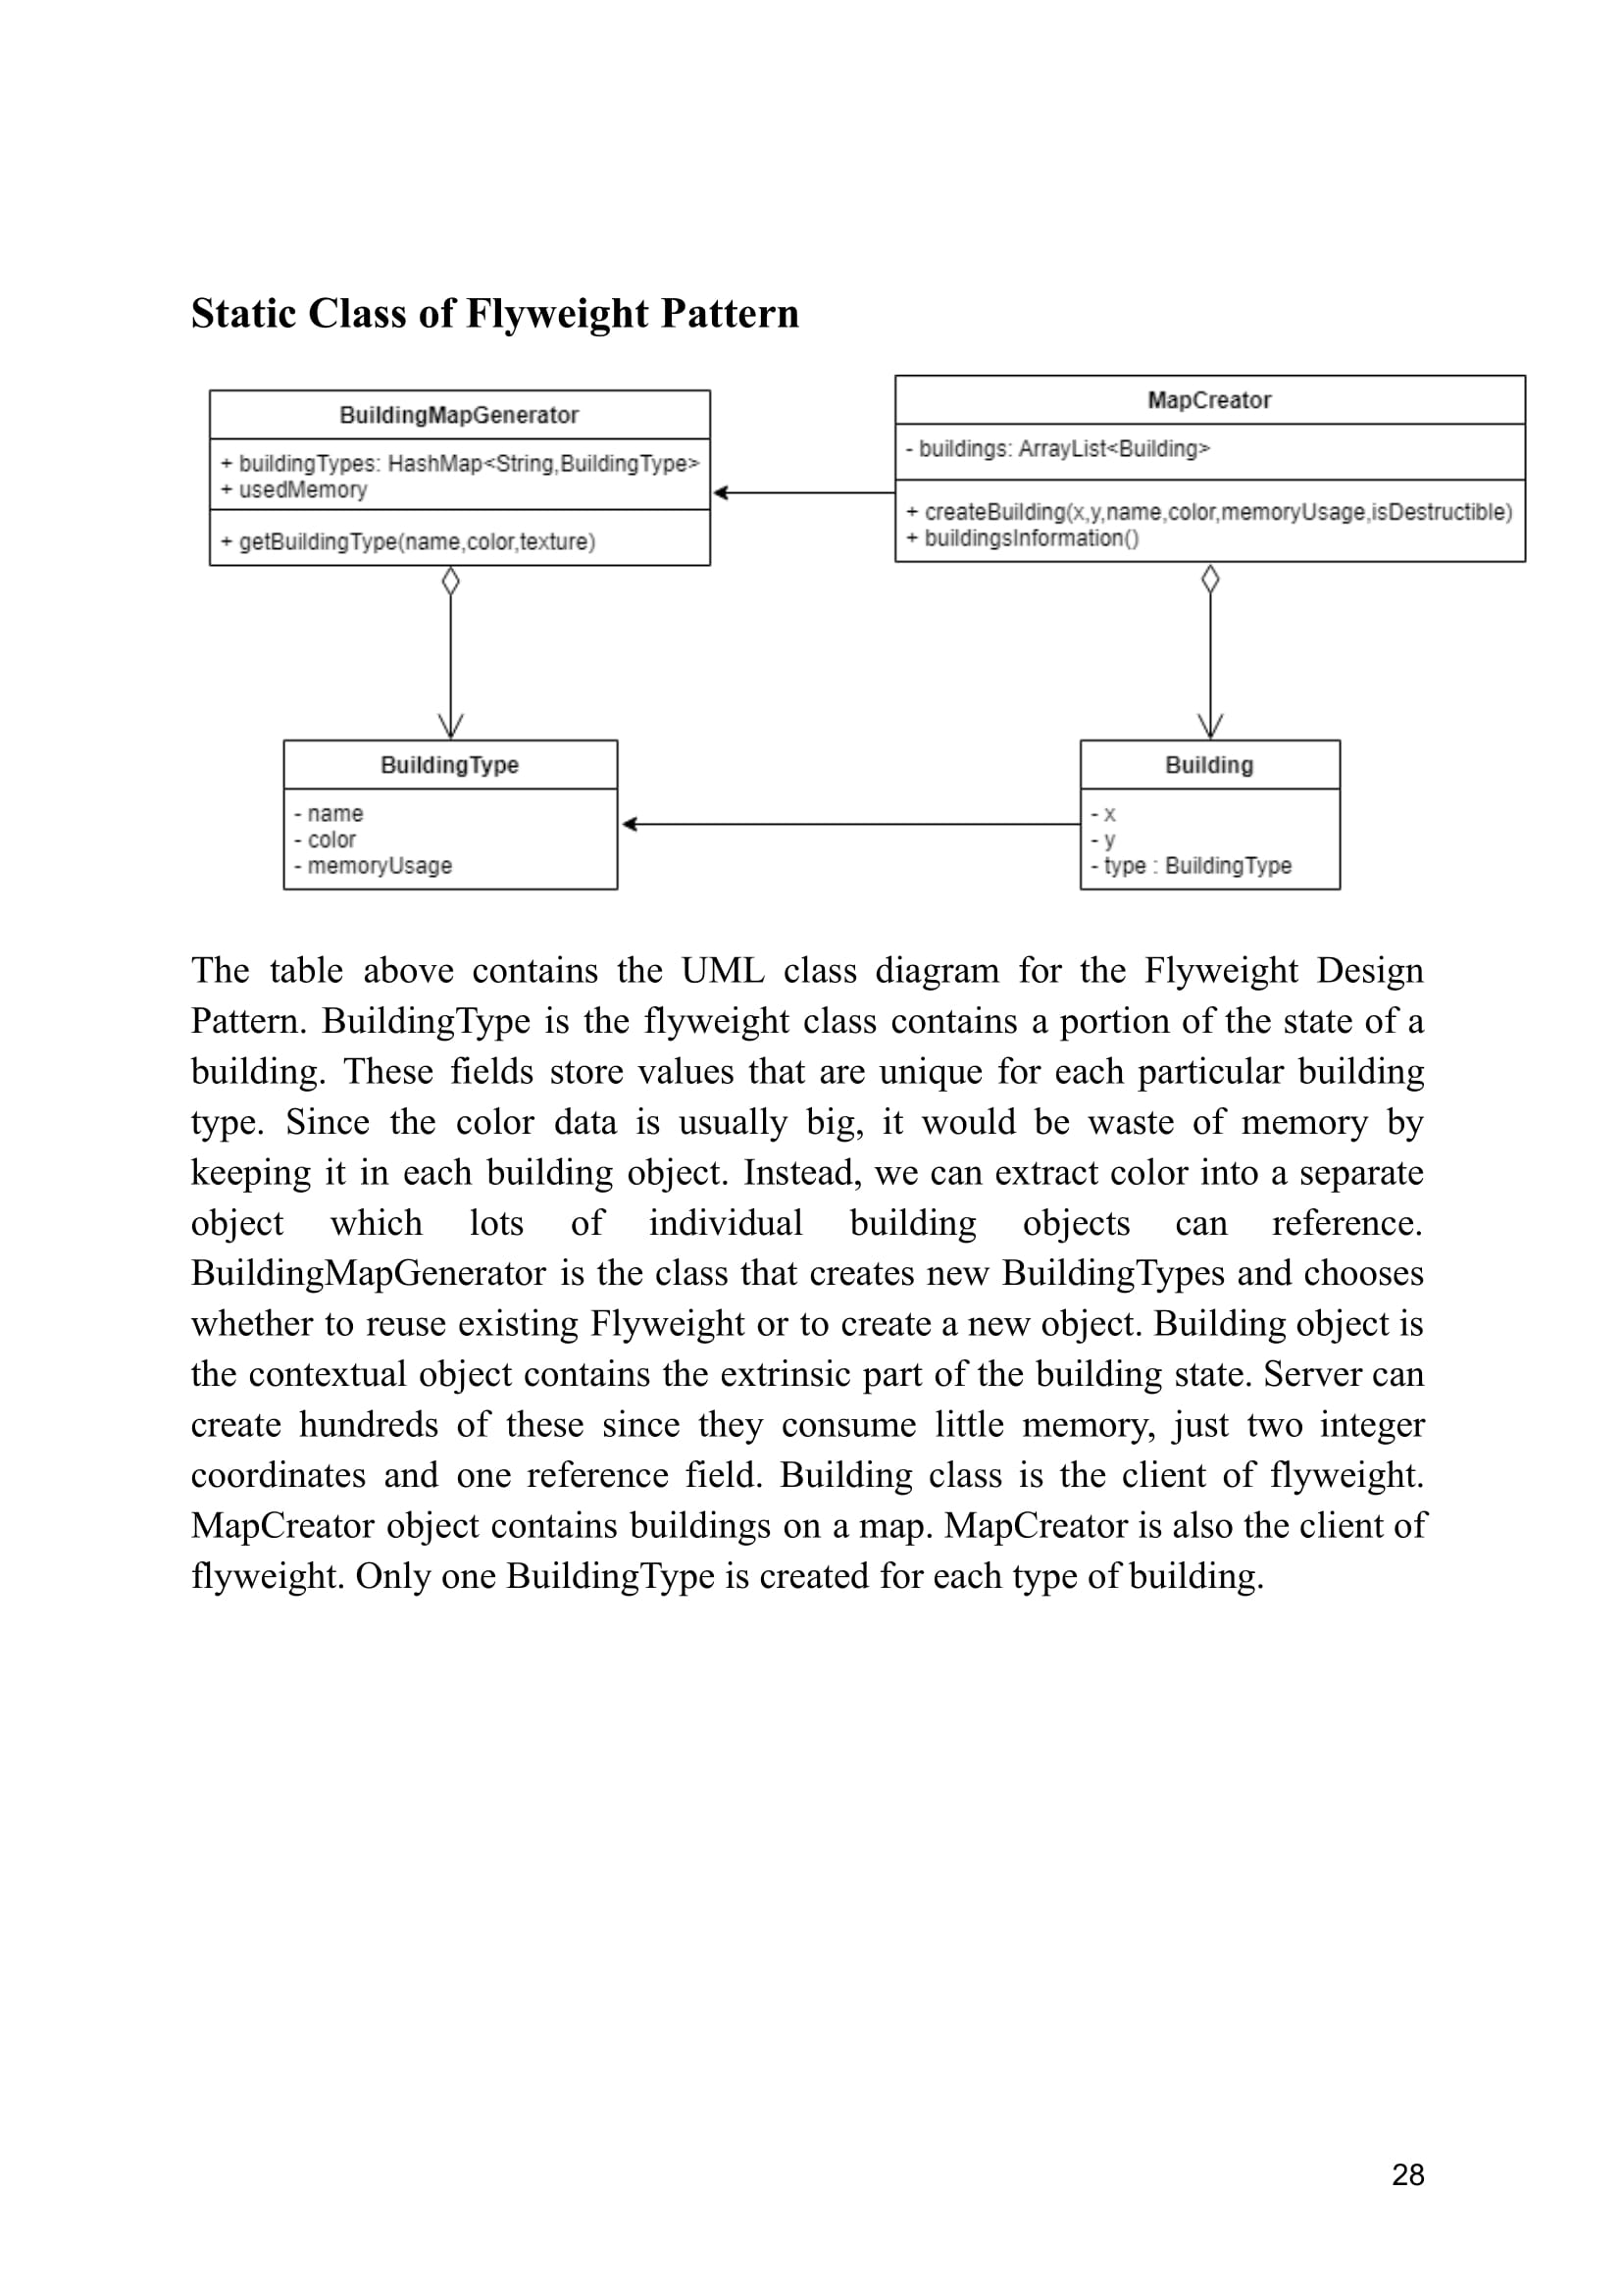 Static Class of Flyweight Pattern
BuildingMapGenerator
+ buildingTypes: HashMap<String,BuildingType>
+ usedMemory
+ getBuildingType(name,color,texture)
MapCreator
- buildings: ArrayList<Building>
+ createBuilding(x,y,name,color,memoryUsage,isDestructible)
+ buildingsInformation()
BuildingType
- name
- color
- memoryUsage
Building
- x
- y
- type : BuildingType
The table above contains the UML class diagram for the Flyweight Design
Pattern. BuildingType is the flyweight class contains a portion of the state of a
building. These fields store values that are unique for each particular building
type. Since the color data is usually big, it would be waste of memory by
keeping it in each building object. Instead, we can extract color into a separate
object which lots of individual building objects can reference.
BuildingMapGenerator is the class that creates new BuildingTypes and chooses
whether to reuse existing Flyweight or to create a new object. Building object is
the contextual object contains the extrinsic part of the building state. Server can
create hundreds of these since they consume little memory, just two integer
coordinates and one reference field. Building class is the client of flyweight.
MapCreator object contains buildings on a map. MapCreator is also the client of
flyweight. Only one BuildingType is created for each type of building.
28